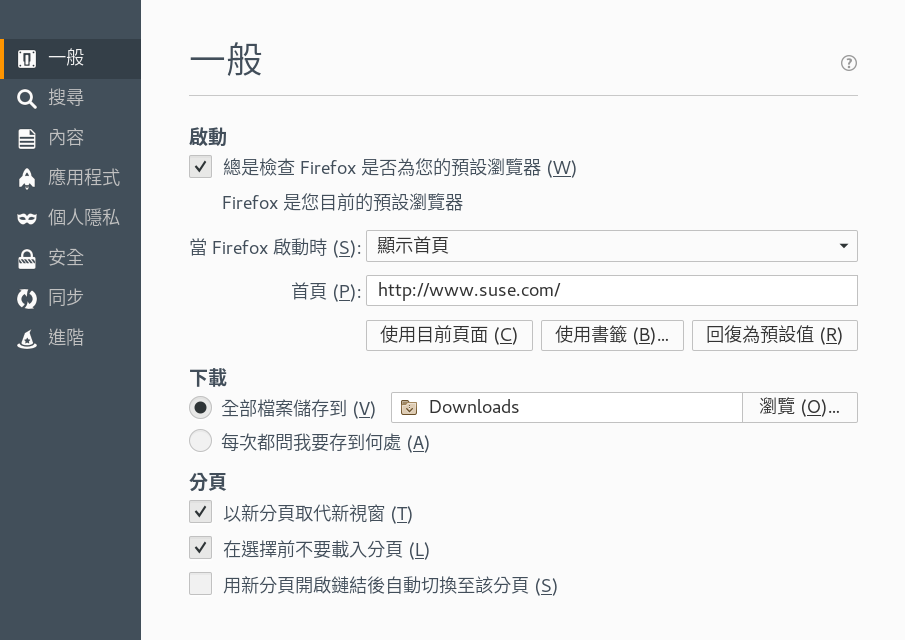 一般
搜尋
內容
應用程式
個人隱私
安全
同步
進階
一般
啟動
總是檢查 Firefox 是否為您的預設瀏覽器 (W)
Firefox 是您目前的預設瀏覽器
當 Firefox 啟動時 (S): 顯示首頁
首頁 (P): http://www.suse.com/
使用目前頁面 (C) 使用書籤 (B)... 回復為預設值 (R)
下載
全部檔案儲存到 (V) Downloads 瀏覽 (O)...
每次都問我要存到何處 (A)
分頁
以新分頁取代新視窗 (T)
在選擇前不要載入分頁 (L)
用新分頁開啟鏈結後自動切換至該分頁 (S)